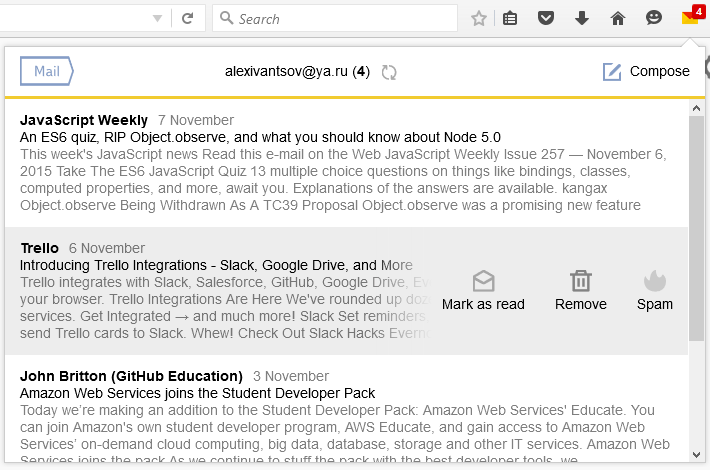 Search
4
Mail
alexivantsov@ya.ru (4)
Compose
JavaScript Weekly 7 November
An ES6 quiz, RIP Object.observe, and what you should know about Node 5.0
This week's JavaScript news Read this e-mail on the Web JavaScript Weekly Issue 257 — November 6,
2015 Take The ES6 JavaScript Quiz 13 multiple choice questions on things like bindings, classes,
computed properties, and more, await you. Explanations of the answers are available. kangax
Object.observe Being Withdrawn As A TC39 Proposal Object.observe was a promising new feature
Trello 6 November
Introducing Trello Integrations - Slack, Google Drive, and More
Trello integrates with Slack, Salesforce, GitHub, Google Drive,
your browser. Trello Integrations Are Here We've rounded up
services. Get Integrated → and much more! Slack Set reminders,
send Trello cards to Slack. Whew! Check Out Slack Hacks
Mark as read
Remove
Spam
John Britton (GitHub Education) 3 November
Amazon Web Services joins the Student Developer Pack
Today we're making an addition to the Student Developer Pack: Amazon Web Services' Educate. You
can join Amazon's own student developer program, AWS Educate, and gain access to Amazon Web
Services' on-demand cloud computing, big data, database, storage and other IT services. Amazon Web
Services joins the pack As we continue to stuff the pack with the best developer tools, we